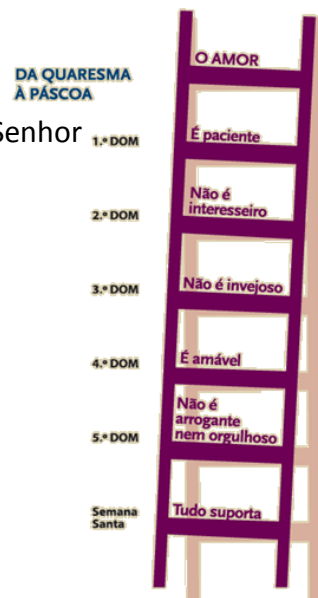 O AMOR
DA QUARESMA
À PÁSCOA
Senhor
1.º DOM
É paciente
2.º DOM
Não é
interesseiro
3.º DOM
Não é invejoso
4.º DOM
É amável
5.º DOM
Não é
arrogante
nem orgulhoso
Semana
Santa
Tudo suporta